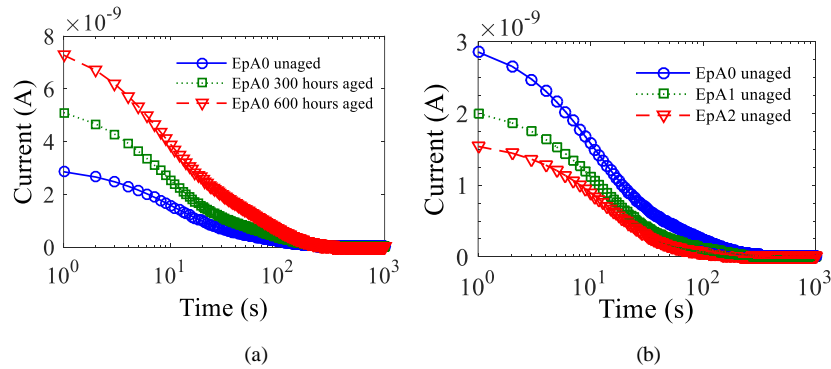 ×10⁻⁹
8
6
4
2
0
Current (A)
EpA0 unaged
EpA0 300 hours aged
EpA0 600 hours aged
10⁰ 10¹ 10² 10³
Time (s)
(a)
×10⁻⁹
3
2
1
0
Current (A)
EpA0 unaged
EpA1 unaged
EpA2 unaged
10⁰ 10¹ 10² 10³
Time (s)
(b)